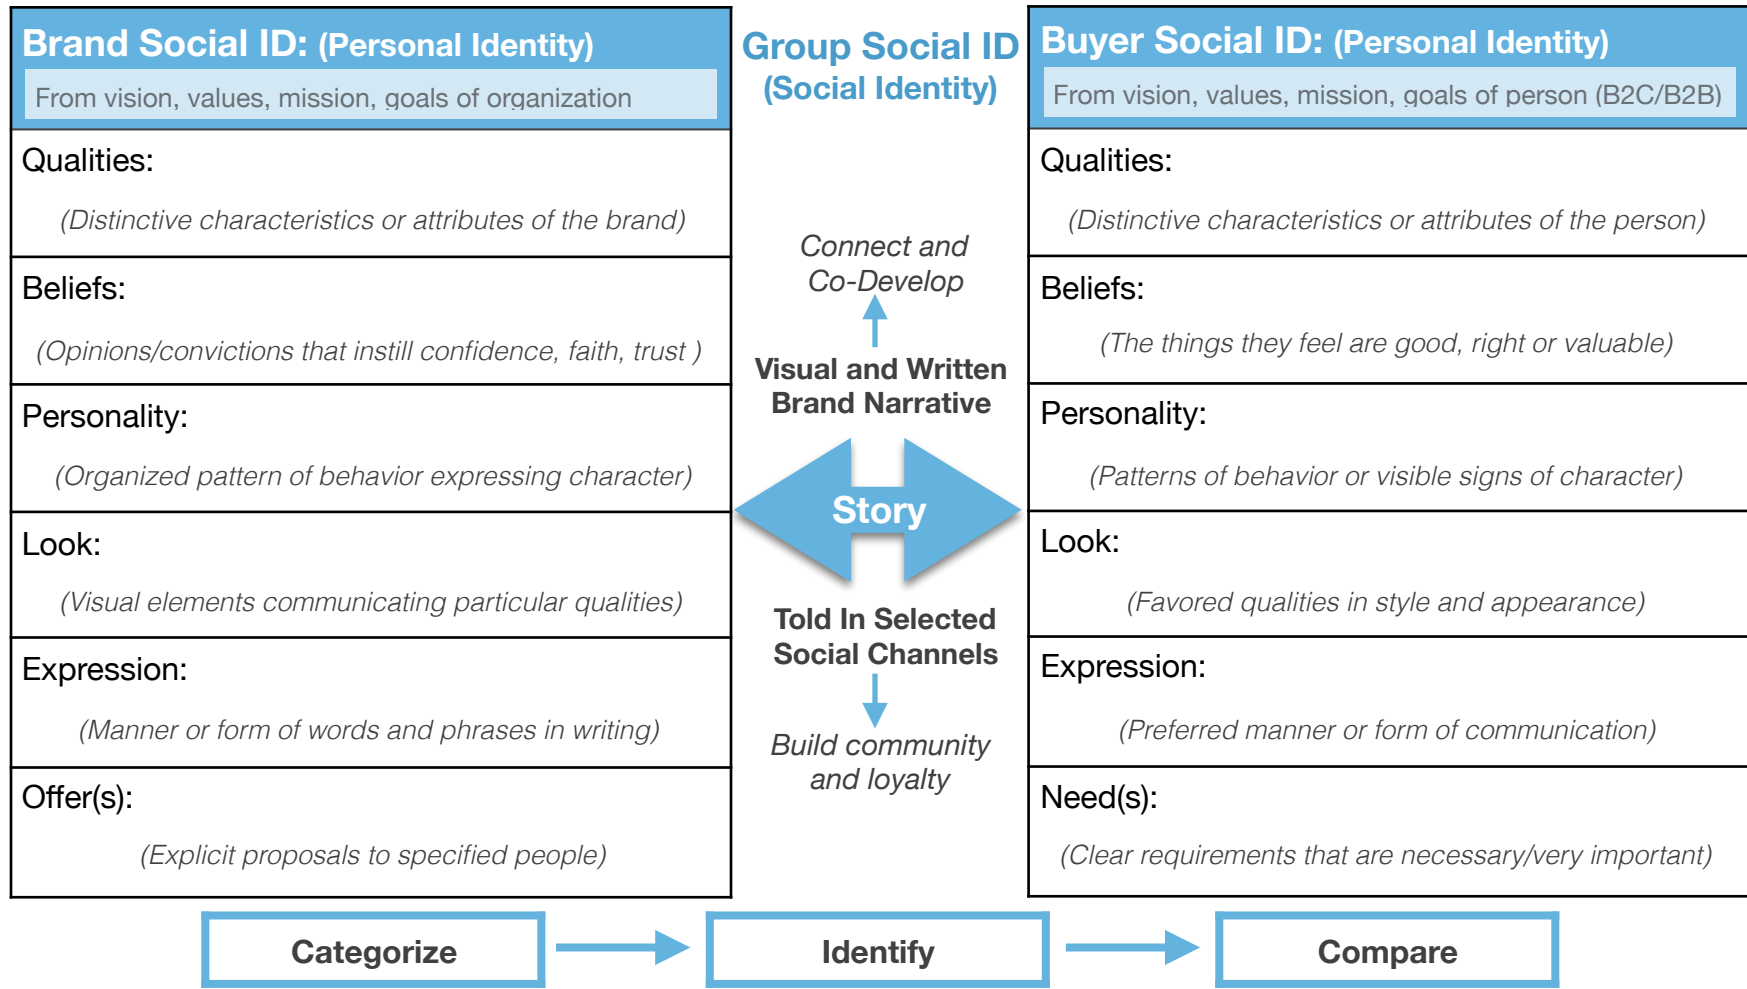 Brand Social ID: (Personal Identity)
From vision, values, mission, goals of organization
Qualities:
(Distinctive characteristics or attributes of the brand)
Beliefs:
(Opinions/convictions that instill confidence, faith, trust )
Personality:
(Organized pattern of behavior expressing character)
Look:
(Visual elements communicating particular qualities)
Expression:
(Manner or form of words and phrases in writing)
Offer(s):
(Explicit proposals to specified people)
Group Social ID
(Social Identity)
Connect and
Co-Develop
Visual and Written
Brand Narrative
Story
Told In Selected
Social Channels
Build community
and loyalty
Buyer Social ID: (Personal Identity)
From vision, values, mission, goals of person (B2C/B2B)
Qualities:
(Distinctive characteristics or attributes of the person)
Beliefs:
(The things they feel are good, right or valuable)
Personality:
(Patterns of behavior or visible signs of character)
Look:
(Favored qualities in style and appearance)
Expression:
(Preferred manner or form of communication)
Need(s):
(Clear requirements that are necessary/very important)
Categorize
Identify
Compare